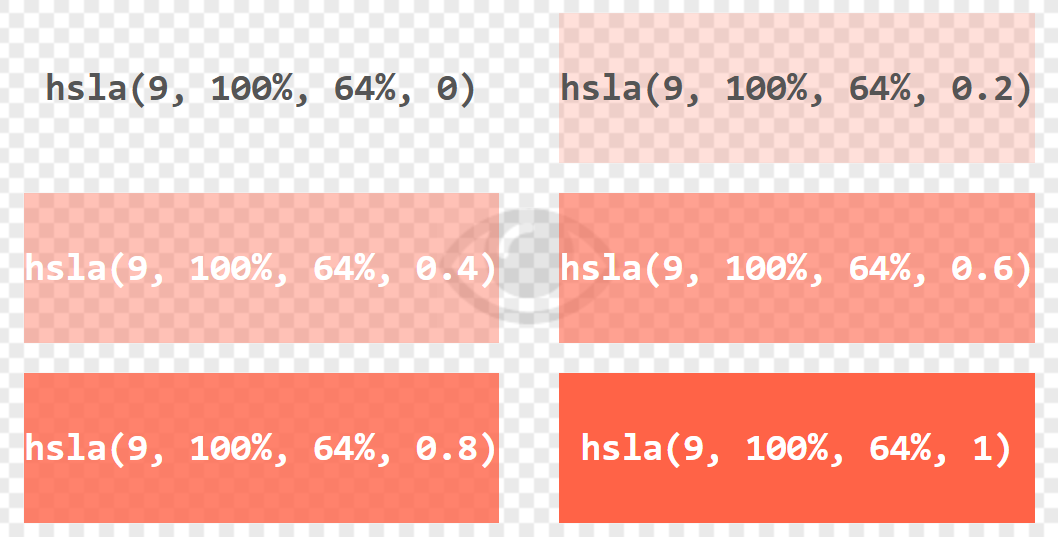 hsla(9, 100%, 64%, 0)
hsla(9, 100%, 64%, 0.2)
hsla(9, 100%, 64%, 0.4)
hsla(9, 100%, 64%, 0.6)
hsla(9, 100%, 64%, 0.8)
hsla(9, 100%, 64%, 1)